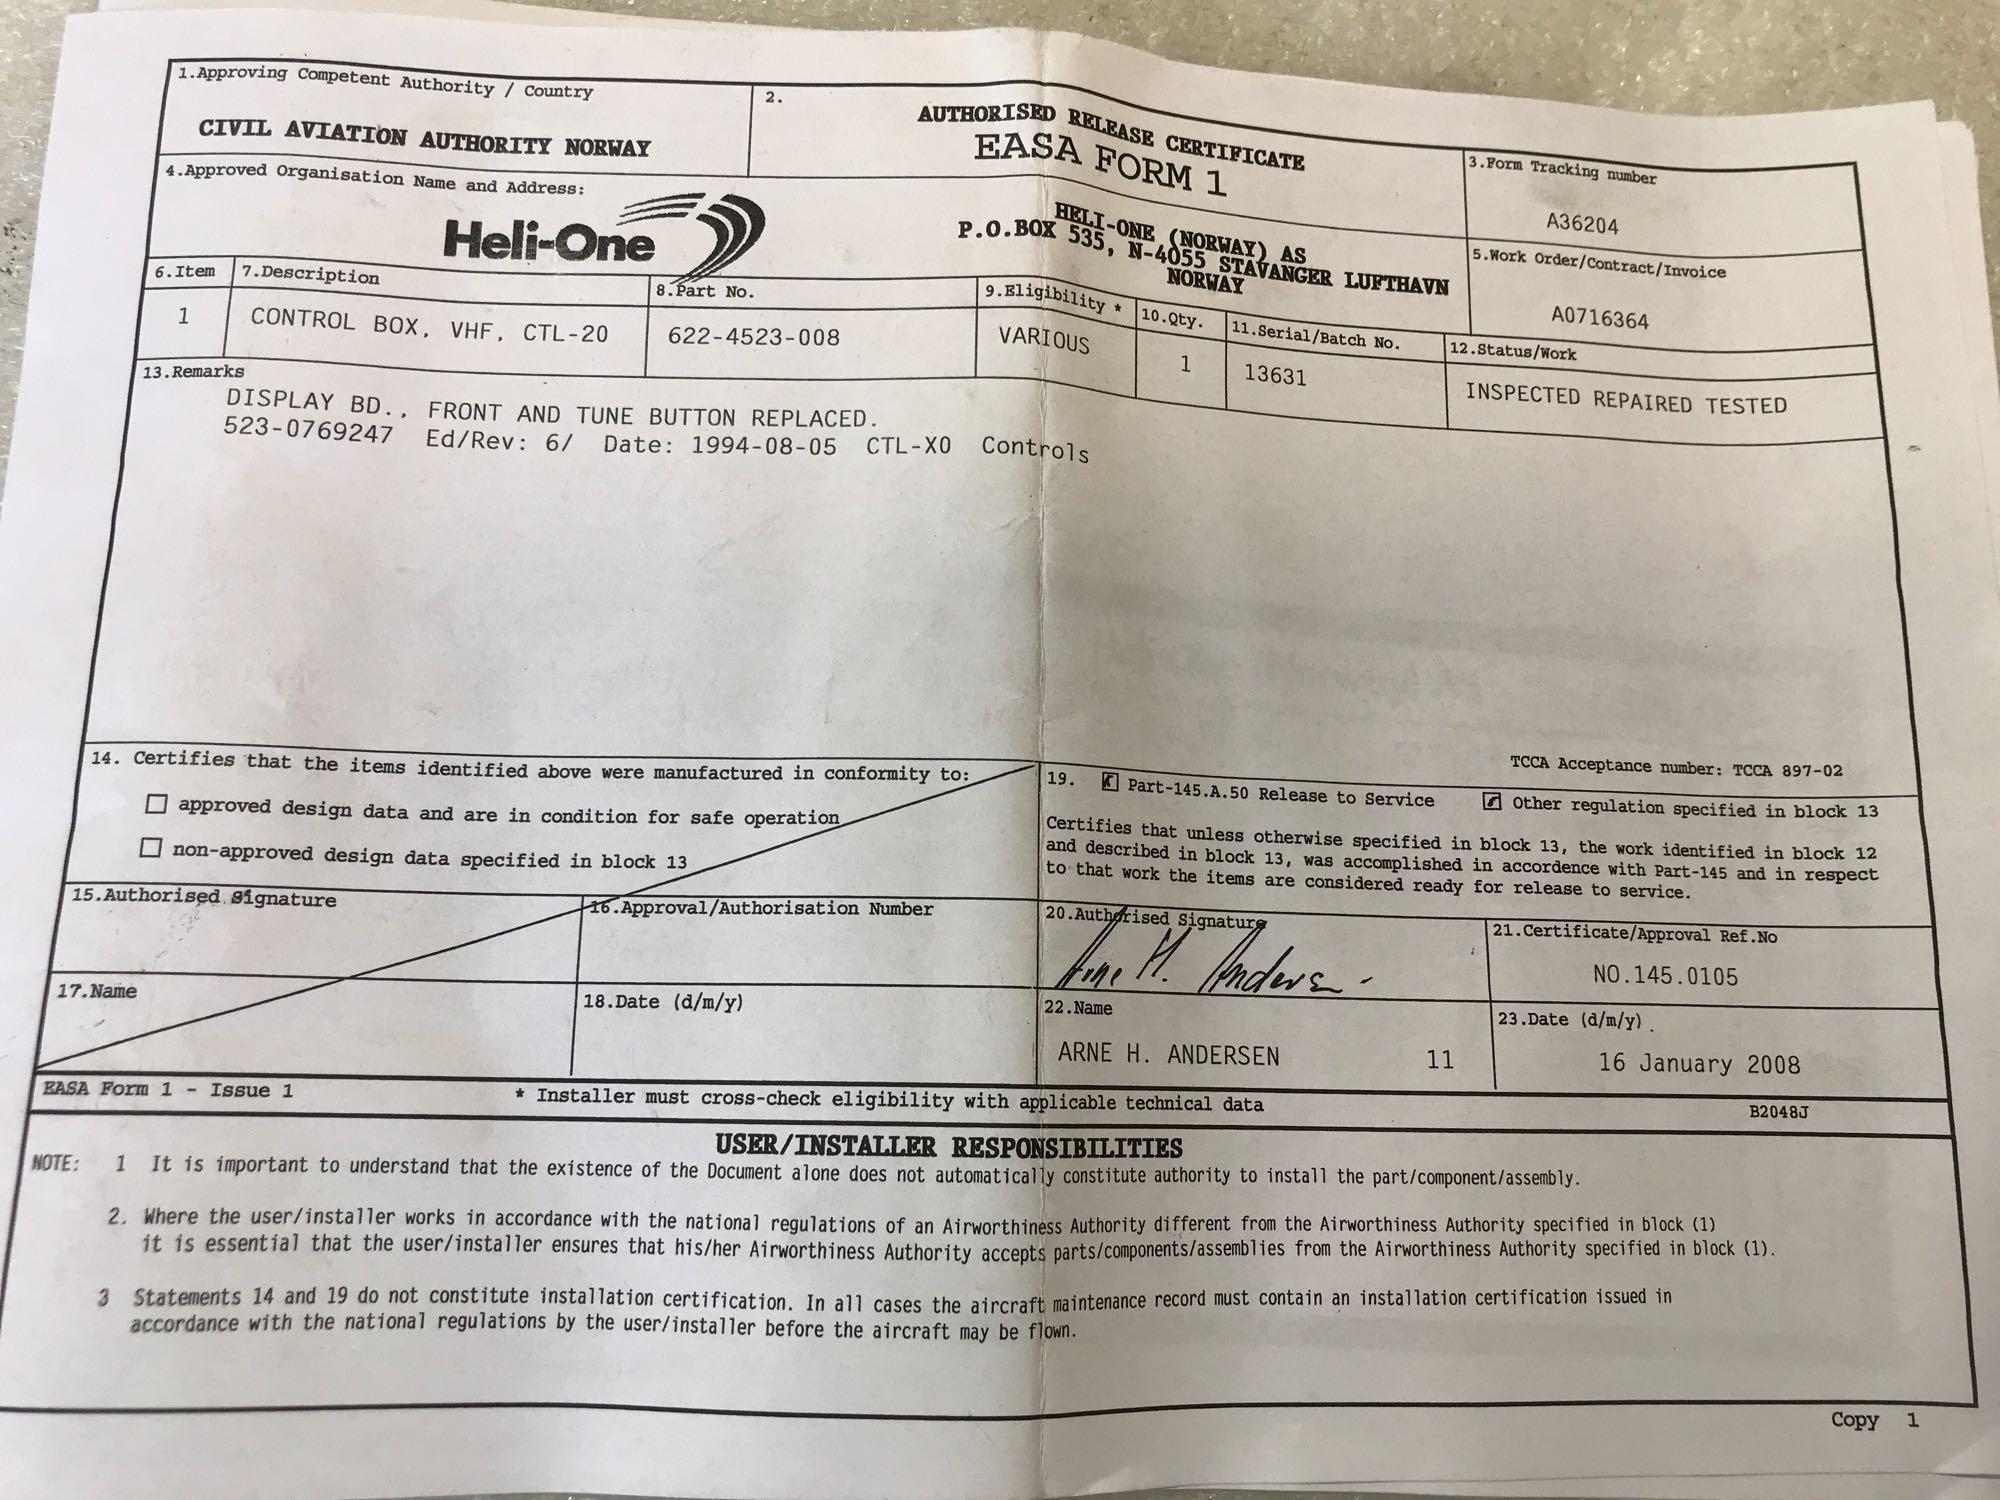 1.Approving Competent Authority / Country
CIVIL AVIATION AUTHORITY NORWAY
2.
AUTHORISED RELEASE CERTIFICATE
EASA FORM 1
3.Form Tracking number
A36204
4.Approved Organisation Name and Address:
Heli-One
HELI-ONE (NORWAY) AS
P.O.BOX 535, N-4055 STAVANGER LUFTHAVN
NORWAY
5.Work Order/Contract/Invoice
A0716364
6.Item
7.Description
8.Part No.
9.Eligibility *
10.Qty.
11.Serial/Batch No.
12.Status/Work
1
CONTROL BOX, VHF, CTL-20
622-4523-008
VARIOUS
1
13631
INSPECTED REPAIRED TESTED
13.Remarks
DISPLAY BD., FRONT AND TUNE BUTTON REPLACED.
523-0769247 Ed/Rev: 6/ Date: 1994-08-05 CTL-X0 Controls
TCCA Acceptance number: TCCA 897-02
14. Certifies that the items identified above were manufactured in conformity to:
approved design data and are in condition for safe operation
non-approved design data specified in block 13
19. Part-145.A.50 Release to Service Other regulation specified in block 13
Certifies that unless otherwise specified in block 13, the work identified in block 12
and described in block 13, was accomplished in accordance with Part-145 and in respect
to that work the items are considered ready for release to service.
15.Authorised Signature
16.Approval/Authorisation Number
20.Authorised Signature
Arne H. Andersen
21.Certificate/Approval Ref.No
NO.145.0105
17.Name
18.Date (d/m/y)
22.Name
ARNE H. ANDERSEN 11
23.Date (d/m/y)
16 January 2008
EASA Form 1 - Issue 1
* Installer must cross-check eligibility with applicable technical data
B2048J
USER/INSTALLER RESPONSIBILITIES
NOTE: 1 It is important to understand that the existence of the Document alone does not automatically constitute authority to install the part/component/assembly.
2. Where the user/installer works in accordance with the national regulations of an Airworthiness Authority different from the Airworthiness Authority specified in block (1)
it is essential that the user/installer ensures that his/her Airworthiness Authority accepts parts/components/assemblies from the Airworthiness Authority specified in block (1).
3 Statements 14 and 19 do not constitute installation certification. In all cases the aircraft maintenance record must contain an installation certification issued in
accordance with the national regulations by the user/installer before the aircraft may be flown.
Copy 1